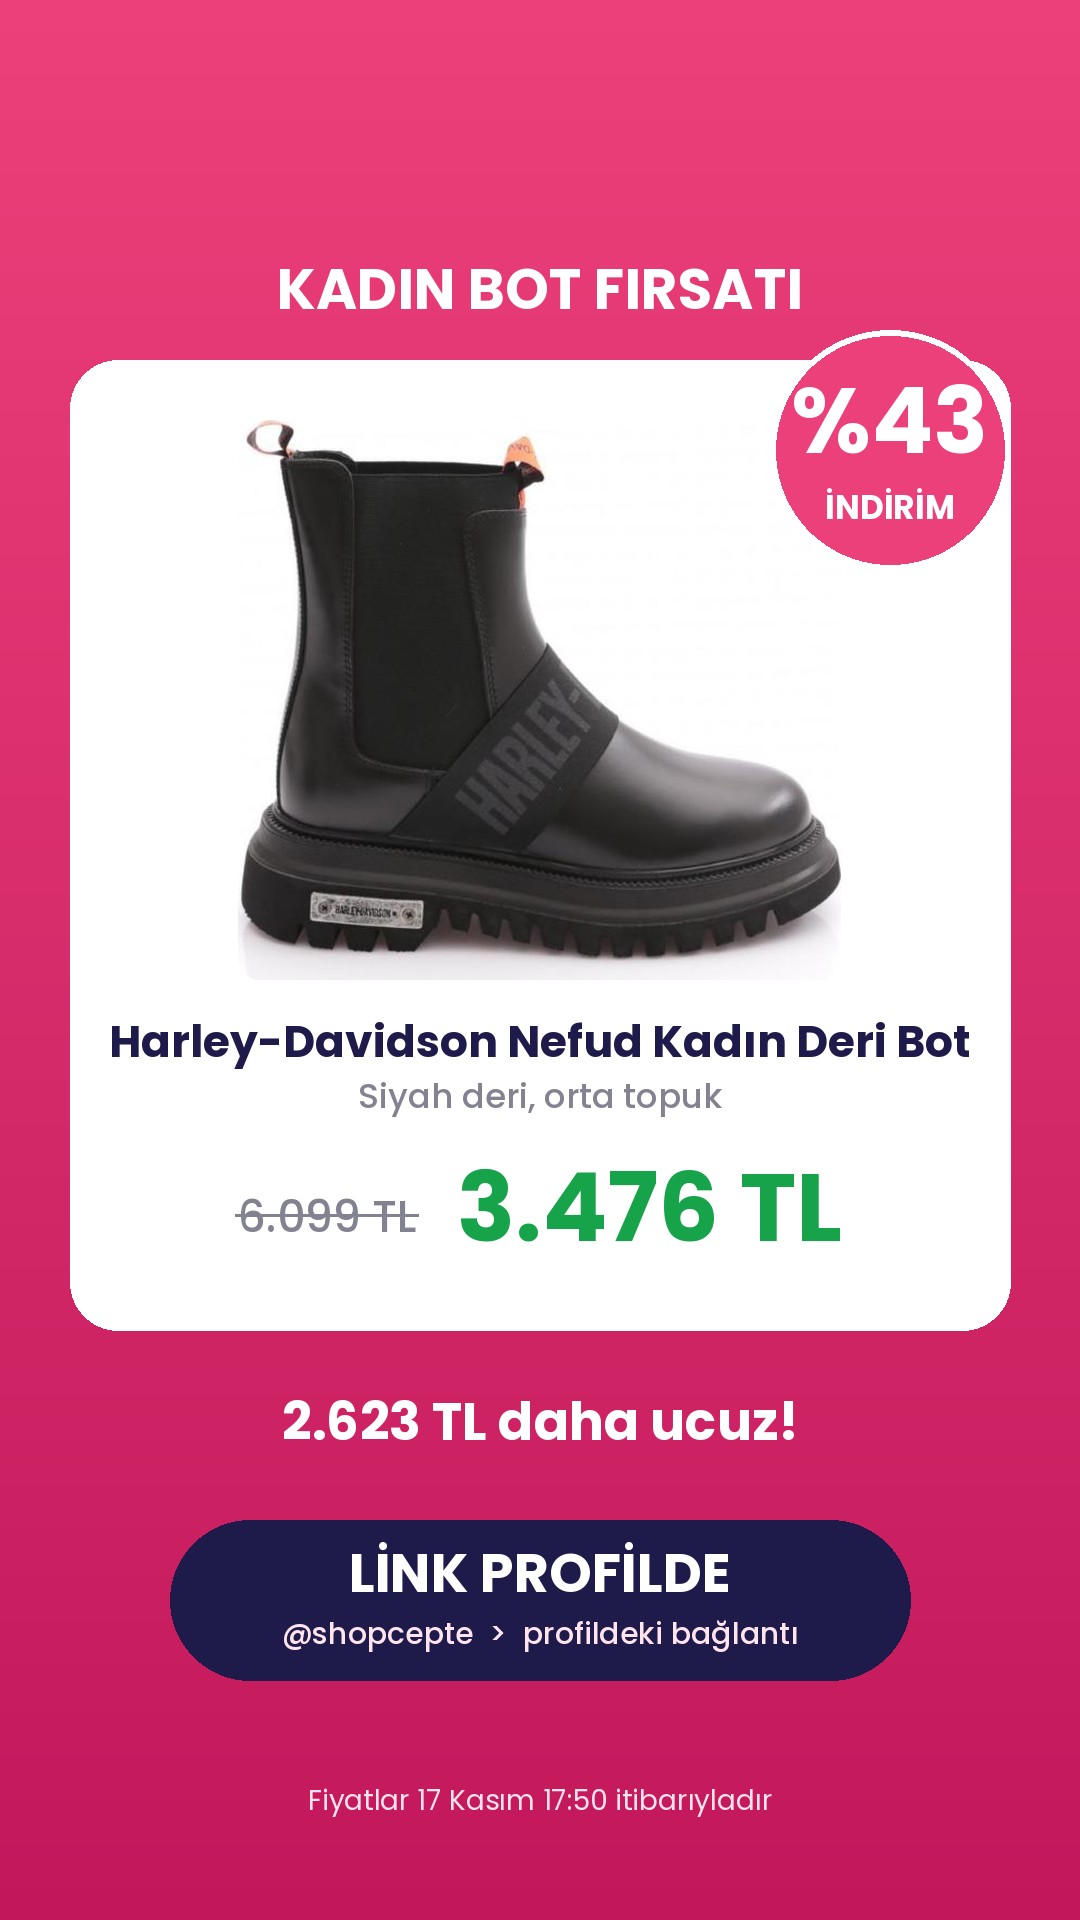 KADIN BOT FIRSATI
%43
İNDİRİM
HARLEY-
HARLEY-DAVIDSON
Harley-Davidson Nefud Kadın Deri Bot
Siyah deri, orta topuk
6.099 TL 3.476 TL
2.623 TL daha ucuz!
LİNK PROFİLDE
@shopcepte > profildeki bağlantı
Fiyatlar 17 Kasım 17:50 itibarıyladır